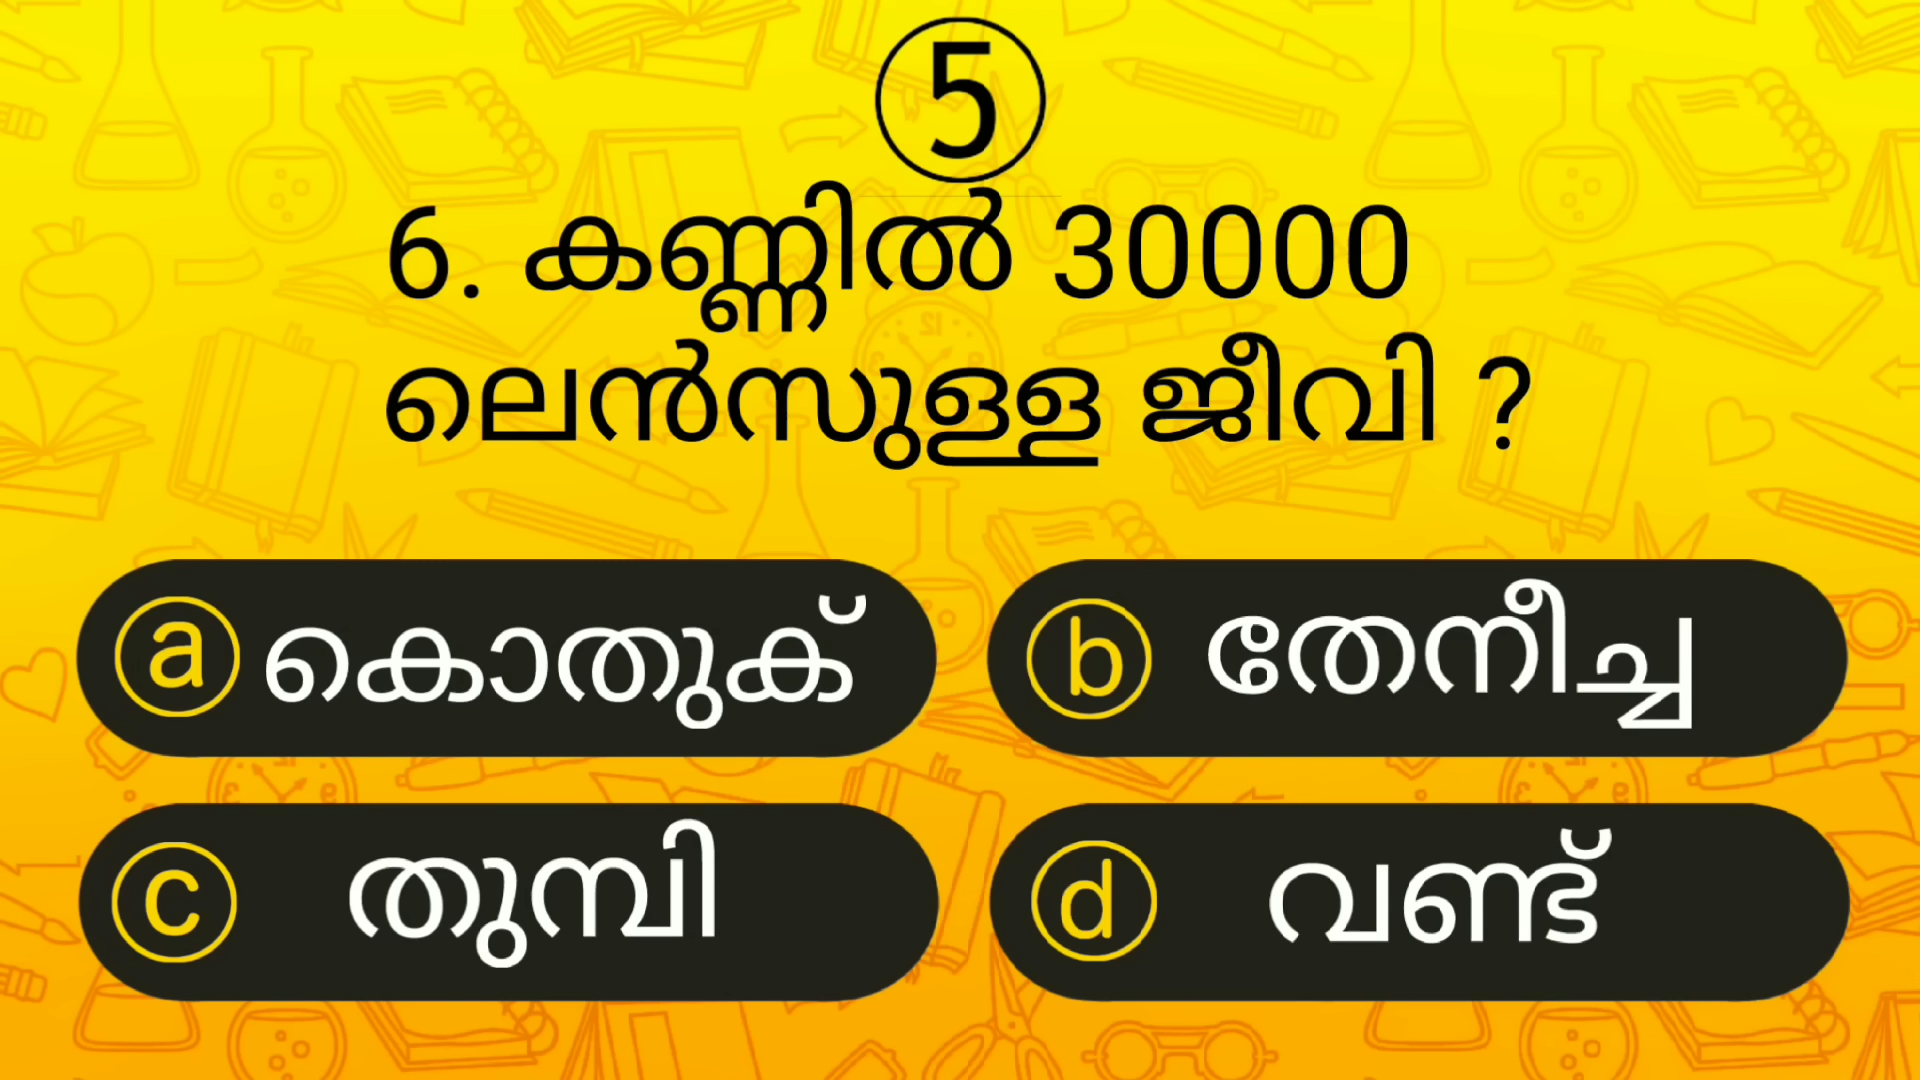 5
6. കണ്ണിൽ 30000
ലെൻസുള്ള ജീവി ?
a കൊതുക്
b തേനീച്ച
c തുമ്പി
d വണ്ട്